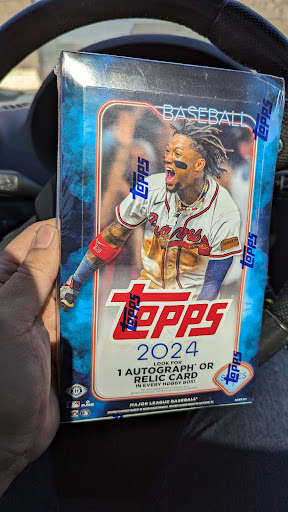 BASEBALL
Topps
Topps
Braves
Topps
Topps
Topps
2024
LOOK FOR
1 AUTOGRAPH* OR
RELIC CARD
IN EVERY HOBBY BOX!
Topps
MAJOR LEAGUE BASEBALL